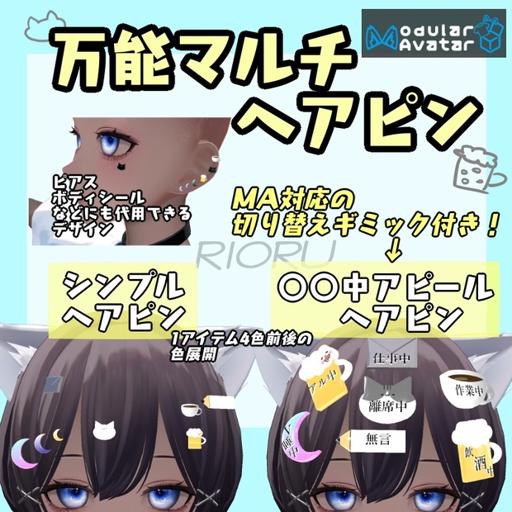 Modular
Avatar
万能マルチ
ヘアピン
ピアス
ボディシール
などにも代用できる
デザイン
MA対応の
切り替えギミック付き！
↓
RIORU
シンプル
ヘアピン
〇〇中アピール
ヘアピン
1アイテム4色前後の
色展開
仕事中
アル中
離席中
作業中
無言
飲酒中